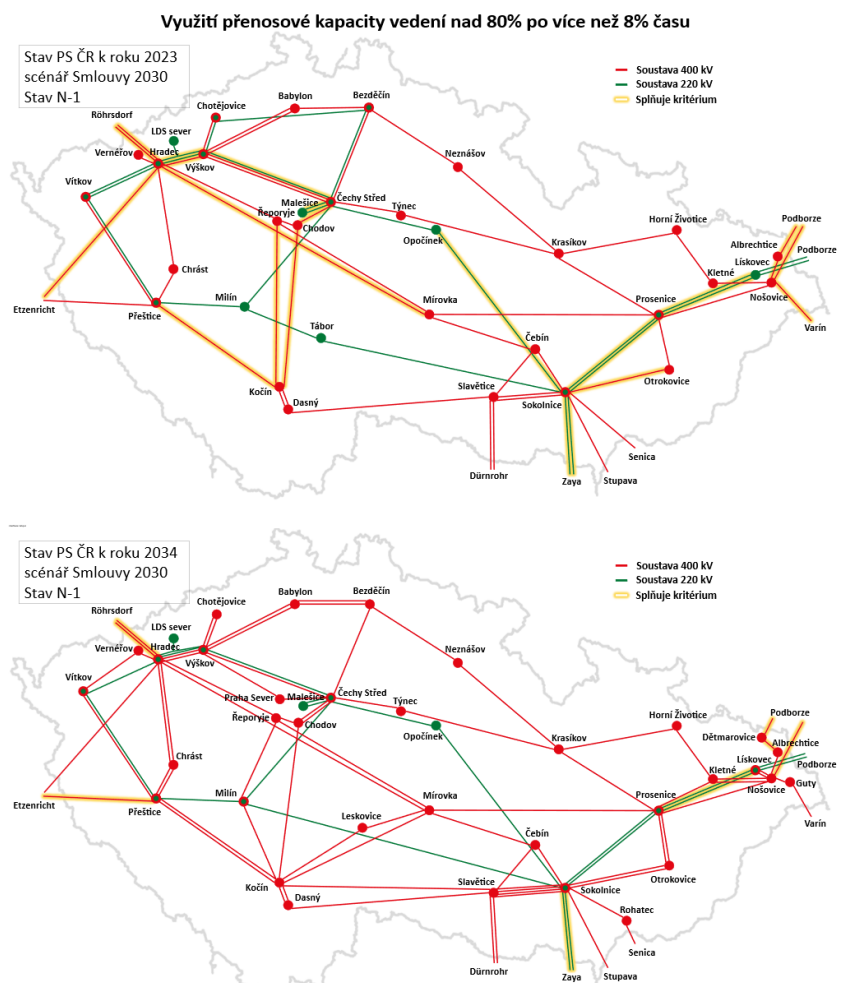 Využití přenosové kapacity vedení nad 80% po více než 8% času
Stav PS ČR k roku 2023
scénář Smlouvy 2030
Stav N-1
Soustava 400 kV
Soustava 220 kV
Splňuje kritérium
Röhrsdorf
Chotějovice
Babylon
Bezděčín
LDS sever
Vernéřov
Hradec
Výškov
Neznášov
Vítkov
Malešice
Čechy Střed
Řeporyje
Chodov
Týnec
Opočínek
Horní Životice
Podborze
Albrechtice
Lískovec
Podborze
Krasíkov
Kletné
Nošovice
Chrást
Etzenricht
Přeštice
Milín
Mírovka
Prosenice
Varín
Tábor
Čebín
Otrokovice
Kočín
Dasný
Slavětice
Sokolnice
Senica
Dürnrohr
Zaya
Stupava
Stav PS ČR k roku 2034
scénář Smlouvy 2030
Stav N-1
Soustava 400 kV
Soustava 220 kV
Splňuje kritérium
Röhrsdorf
Chotějovice
Babylon
Bezděčín
LDS sever
Vernéřov
Hradec
Výškov
Neznášov
Vítkov
Praha Sever
Malešice
Čechy Střed
Řeporyje
Chodov
Týnec
Opočínek
Horní Životice
Podborze
Dětmarovice
Albrechtice
Lískovec
Podborze
Krasíkov
Kletné
Nošovice
Guty
Chrást
Etzenricht
Přeštice
Milín
Mírovka
Prosenice
Varín
Leskovice
Čebín
Otrokovice
Kočín
Dasný
Slavětice
Sokolnice
Rohatec
Senica
Dürnrohr
Zaya
Stupava